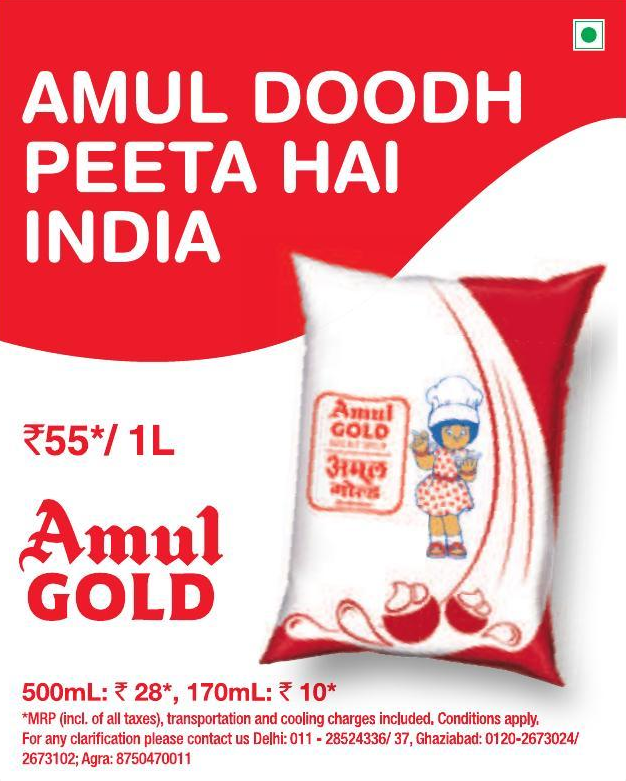 AMUL DOODH
PEETA HAI
INDIA
Amul
GOLD
अमूल
गोल्ड
₹55*/ 1L
Amul
GOLD
500mL: ₹ 28*, 170mL: ₹ 10*
*MRP (incl. of all taxes), transportation and cooling charges included. Conditions apply.
For any clarification please contact us Delhi: 011 - 28524336/ 37, Ghaziabad: 0120-2673024/
2673102; Agra: 8750470011